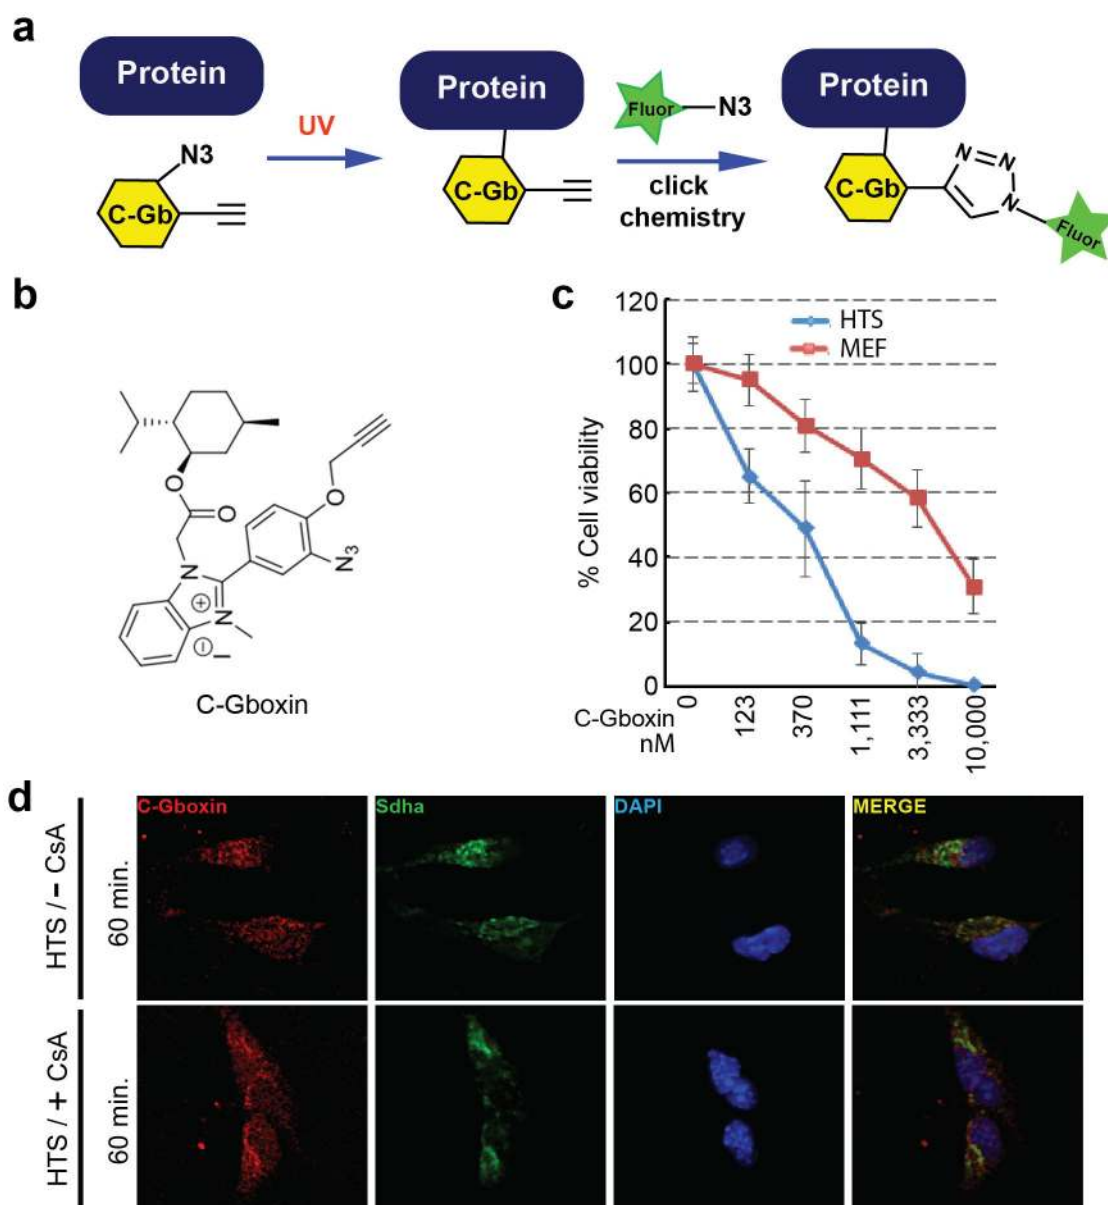 a
Protein
N3
C-Gb
UV
Protein
C-Gb
Fluor
N3
click
chemistry
Protein
C-Gb
N
N
N
Fluor
b
O
O
O
N3
N
+
N
−
I
C-Gboxin
c
HTS
MEF
% Cell viability
120
100
80
60
40
20
0
C-Gboxin
nM
0
123
370
1,111
3,333
10,000
d
C-Gboxin
Sdha
DAPI
MERGE
HTS / - CsA
60 min.
HTS / + CsA
60 min.